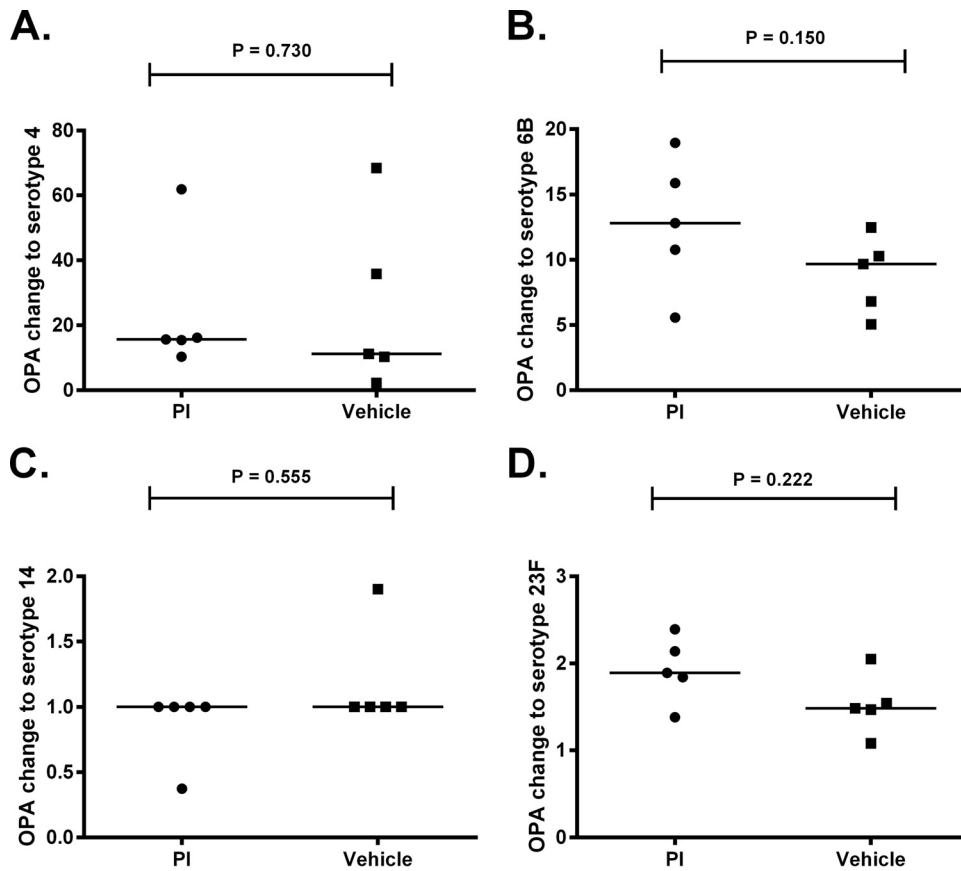 A.
P = 0.730
OPA change to serotype 4
80
60
40
20
0
PI
Vehicle
B.
P = 0.150
OPA change to serotype 6B
20
15
10
5
0
PI
Vehicle
C.
P = 0.555
OPA change to serotype 14
2.0
1.5
1.0
0.5
0.0
PI
Vehicle
D.
P = 0.222
OPA change to serotype 23F
3
2
1
0
PI
Vehicle